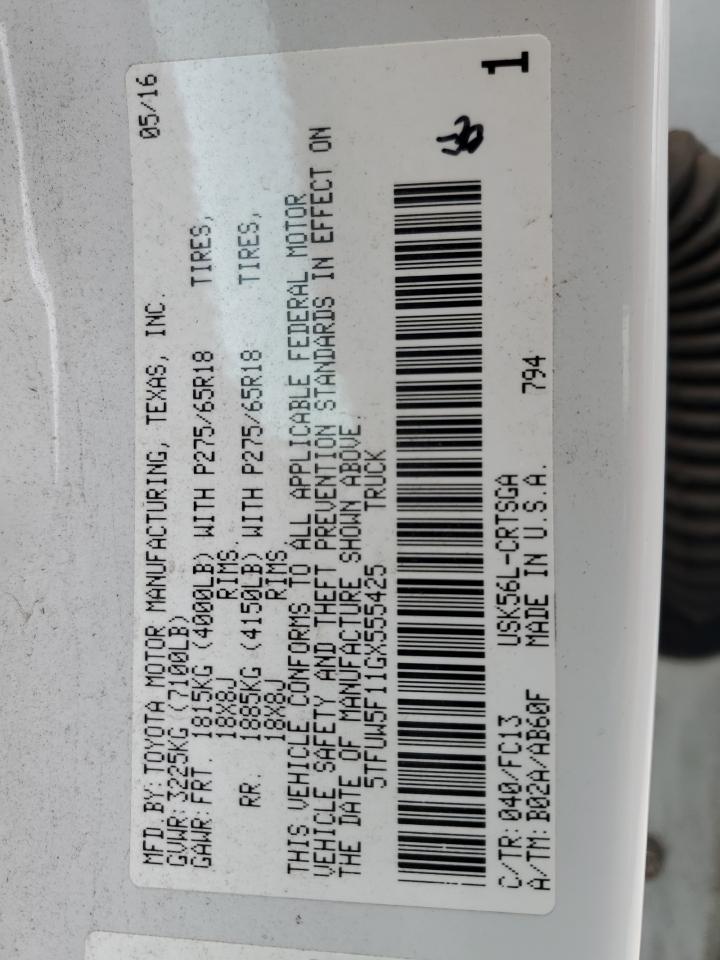 MFD. BY: TOYOTA MOTOR MANUFACTURING, TEXAS, INC. 05/16
GVWR: 3225KG (7100LB)
GAWR: FRT. 1815KG (4000LB) WITH P275/65R18 TIRES,
18X8J RIMS.
RR. 1885KG (4150LB) WITH P275/65R18 TIRES,
18X8J RIMS
THIS VEHICLE CONFORMS TO ALL APPLICABLE FEDERAL MOTOR
VEHICLE SAFETY AND THEFT PREVENTION STANDARDS IN EFFECT ON
THE DATE OF MANUFACTURE SHOWN ABOVE.
5TFUW5F11GX555425 TRUCK
C/TR: 040/FC13 USK56L-CRTSGA 794
A/TM: B02A/AB60F MADE IN U.S.A.
1